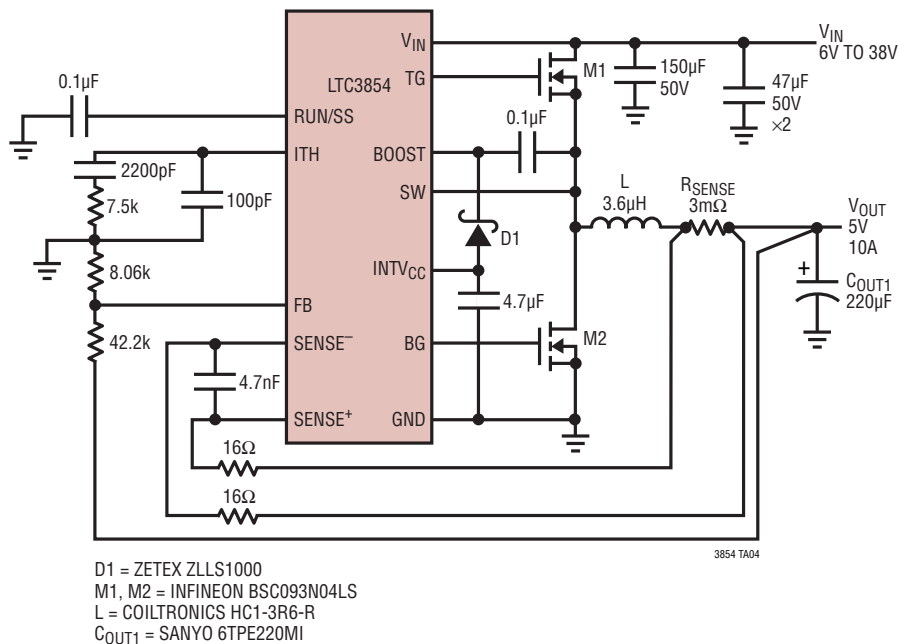 LTC3854
VIN
TG
RUN/SS
ITH
BOOST
SW
INTVCC
FB
SENSE–
BG
SENSE+
GND
0.1µF
2200pF
7.5k
100pF
8.06k
42.2k
4.7nF
16Ω
16Ω
M1
0.1µF
D1
4.7µF
M2
150µF
50V
VIN
6V TO 38V
47µF
50V
×2
L
3.6µH
RSENSE
3mΩ
VOUT
5V
10A
+
COUT1
220µF
3854 TA04
D1 = ZETEX ZLLS1000
M1, M2 = INFINEON BSC093N04LS
L = COILTRONICS HC1-3R6-R
COUT1 = SANYO 6TPE220MI